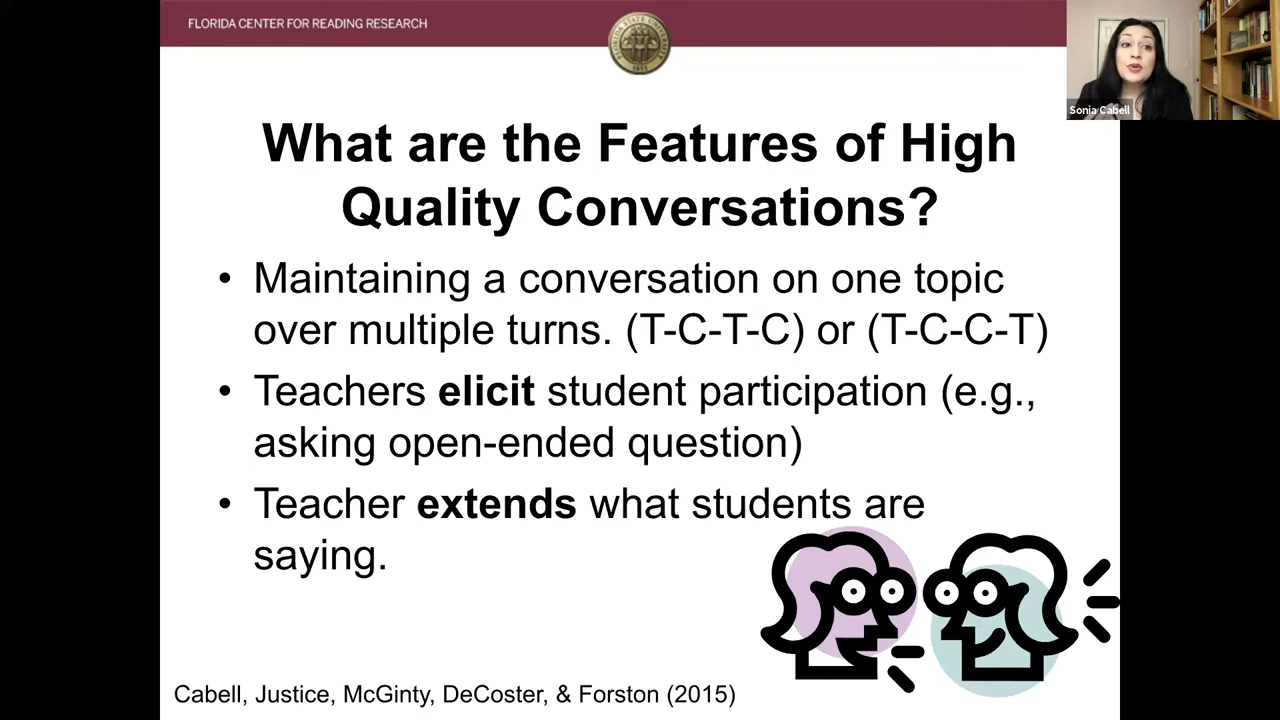 FLORIDA CENTER FOR READING RESEARCH
Sonia Cabell
What are the Features of High
Quality Conversations?
• Maintaining a conversation on one topic
over multiple turns. (T-C-T-C) or (T-C-C-T)
• Teachers elicit student participation (e.g.,
asking open-ended question)
• Teacher extends what students are
saying.
Cabell, Justice, McGinty, DeCoster, & Forston (2015)